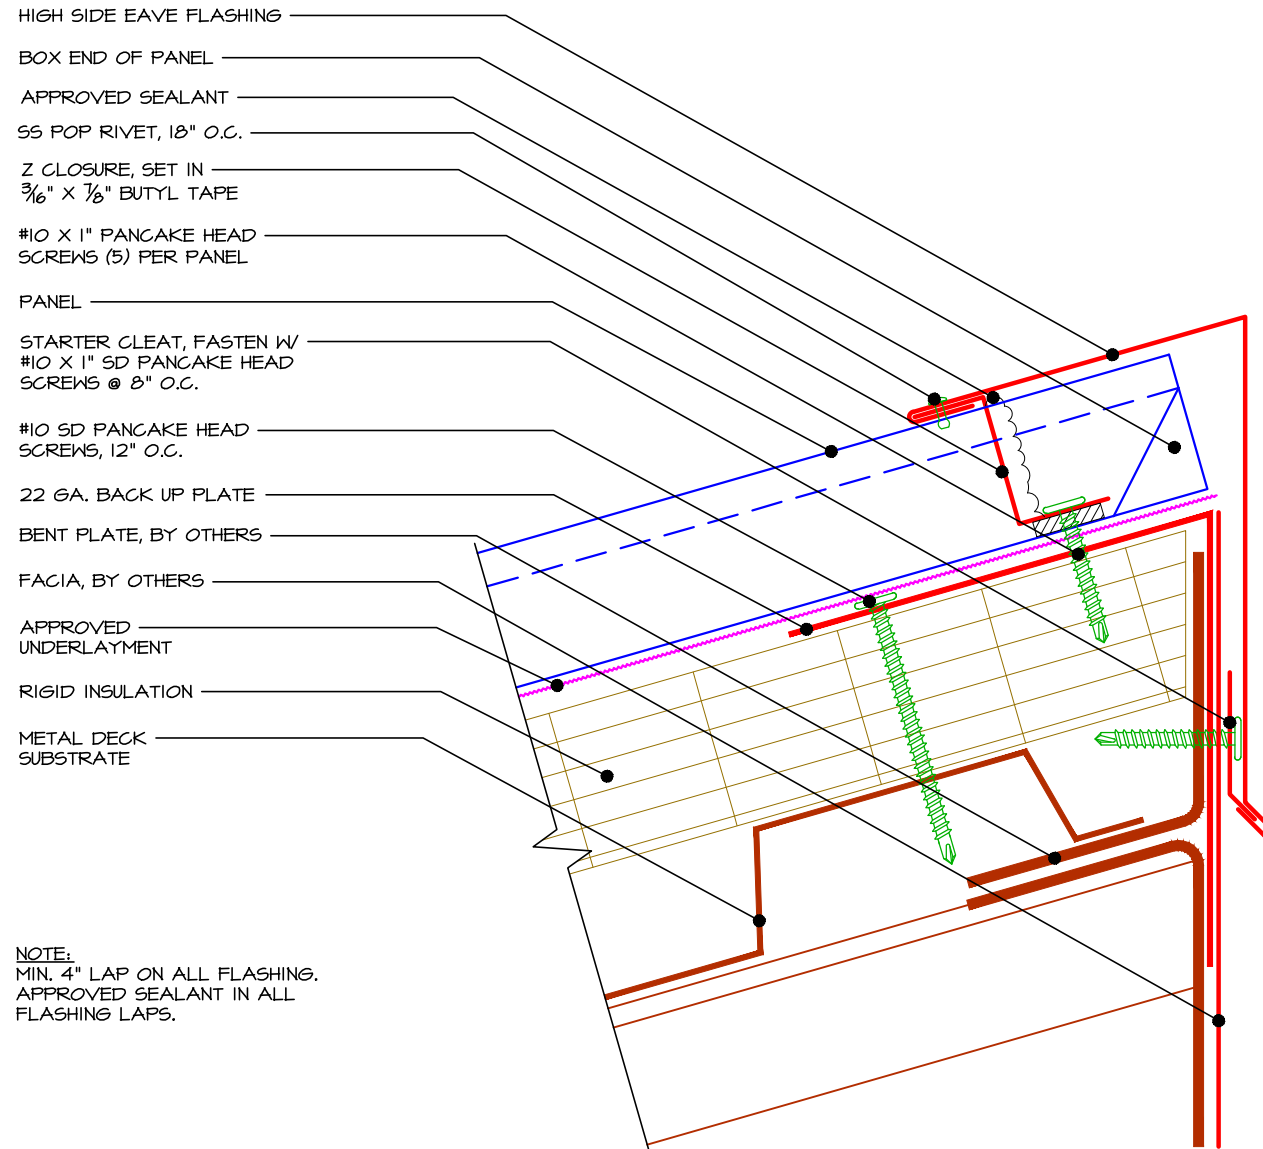 HIGH SIDE EAVE FLASHING
BOX END OF PANEL
APPROVED SEALANT
SS POP RIVET, 18" O.C.
Z CLOSURE, SET IN
3/16" X 7/8" BUTYL TAPE
#10 X 1" PANCAKE HEAD
SCREWS (5) PER PANEL
PANEL
STARTER CLEAT, FASTEN W/
#10 X 1" SD PANCAKE HEAD
SCREWS @ 8" O.C.
#10 SD PANCAKE HEAD
SCREWS, 12" O.C.
22 GA. BACK UP PLATE
BENT PLATE, BY OTHERS
FACIA, BY OTHERS
APPROVED
UNDERLAYMENT
RIGID INSULATION
METAL DECK
SUBSTRATE
NOTE:
MIN. 4" LAP ON ALL FLASHING.
APPROVED SEALANT IN ALL
FLASHING LAPS.